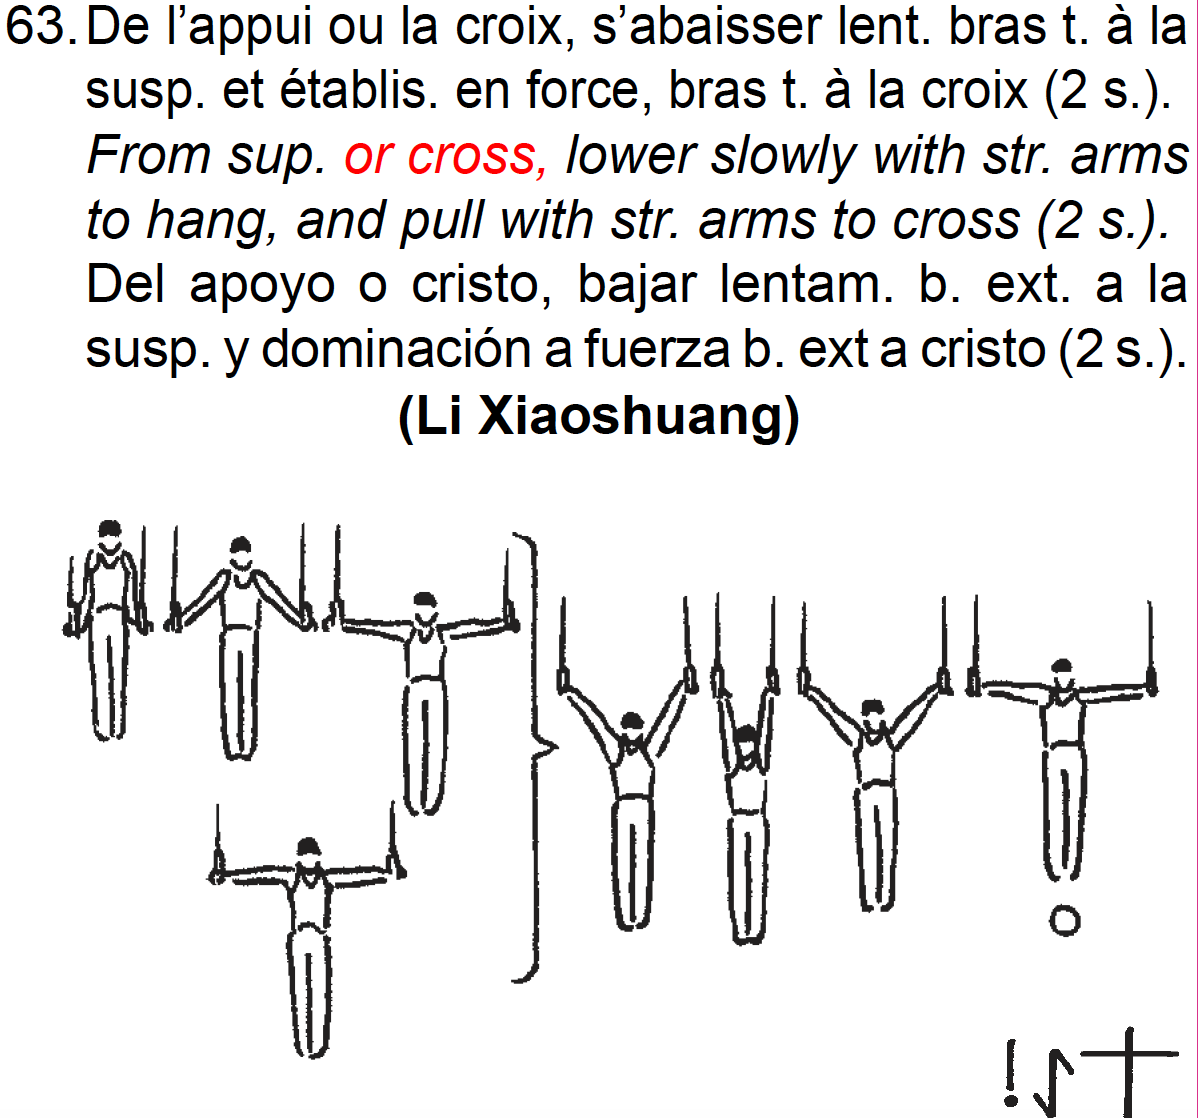 63. De l’appui ou la croix, s’abaisser lent. bras t. à la
susp. et établis. en force, bras t. à la croix (2 s.).
From sup. or cross, lower slowly with str. arms
to hang, and pull with str. arms to cross (2 s.).
Del apoyo o cristo, bajar lentam. b. ext. a la
susp. y dominación a fuerza b. ext a cristo (2 s.).
(Li Xiaoshuang)